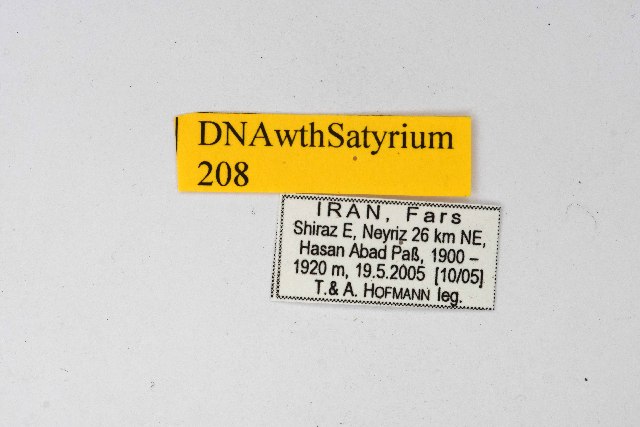 DNAwthSatyrium
208
IRAN, Fars
Shiraz E, Neyriz 26 km NE,
Hasan Abad Paß, 1900 –
1920 m, 19.5.2005 [10/05]
T.& A. HOFMANN leg.